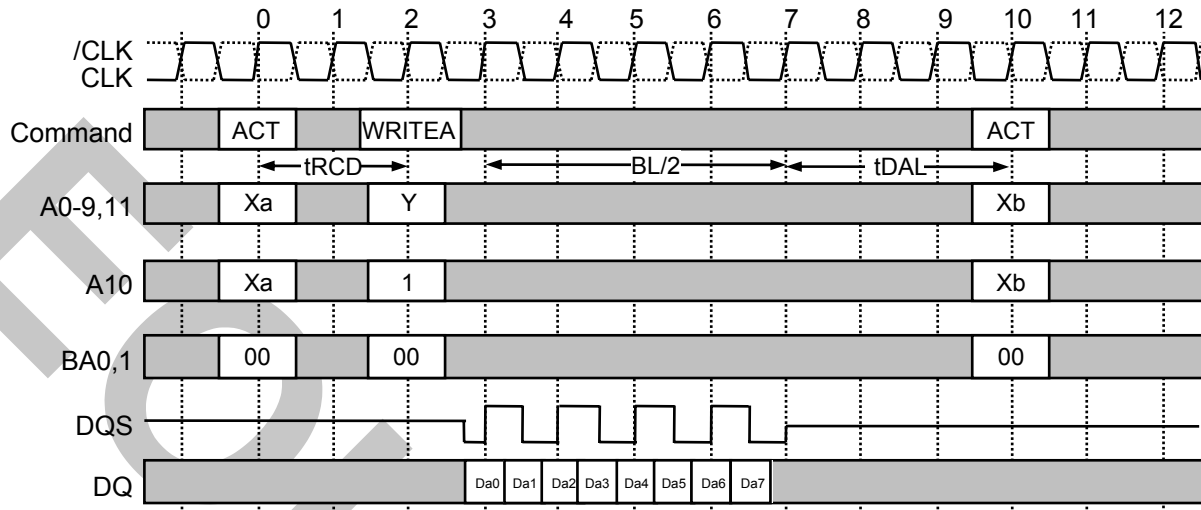 0 1 2 3 4 5 6 7 8 9 10 11 12
/CLK
CLK
Command ACT WRITEA ACT
tRCD BL/2 tDAL
A0-9,11 Xa Y Xb
A10 Xa 1 Xb
BA0,1 00 00 00
DQS
DQ Da0 Da1 Da2 Da3 Da4 Da5 Da6 Da7